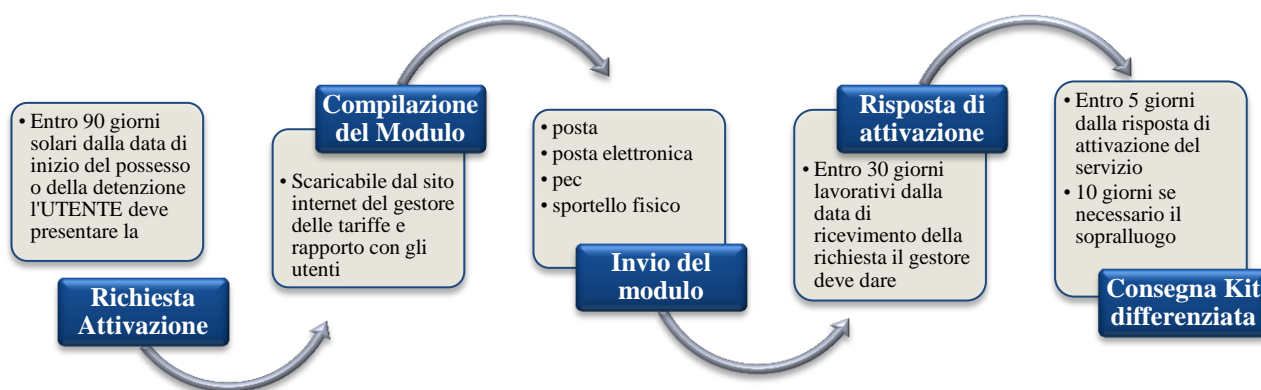 • Entro 90 giorni
solari dalla data di
inizio del possesso
o della detenzione
l'UTENTE deve
presentare la
Richiesta
Attivazione
Compilazione
del Modulo
• Scaricabile dal sito
internet del gestore
delle tariffe e
rapporto con gli
utenti
• posta
• posta elettronica
• pec
• sportello fisico
Invio del
modulo
Risposta di
attivazione
• Entro 30 giorni
lavorativi dalla
data di
ricevimento della
richiesta il gestore
deve dare
• Entro 5 giorni
dalla risposta di
attivazione del
servizio
• 10 giorni se
necessario il
sopralluogo
Consegna Kit
differenziata